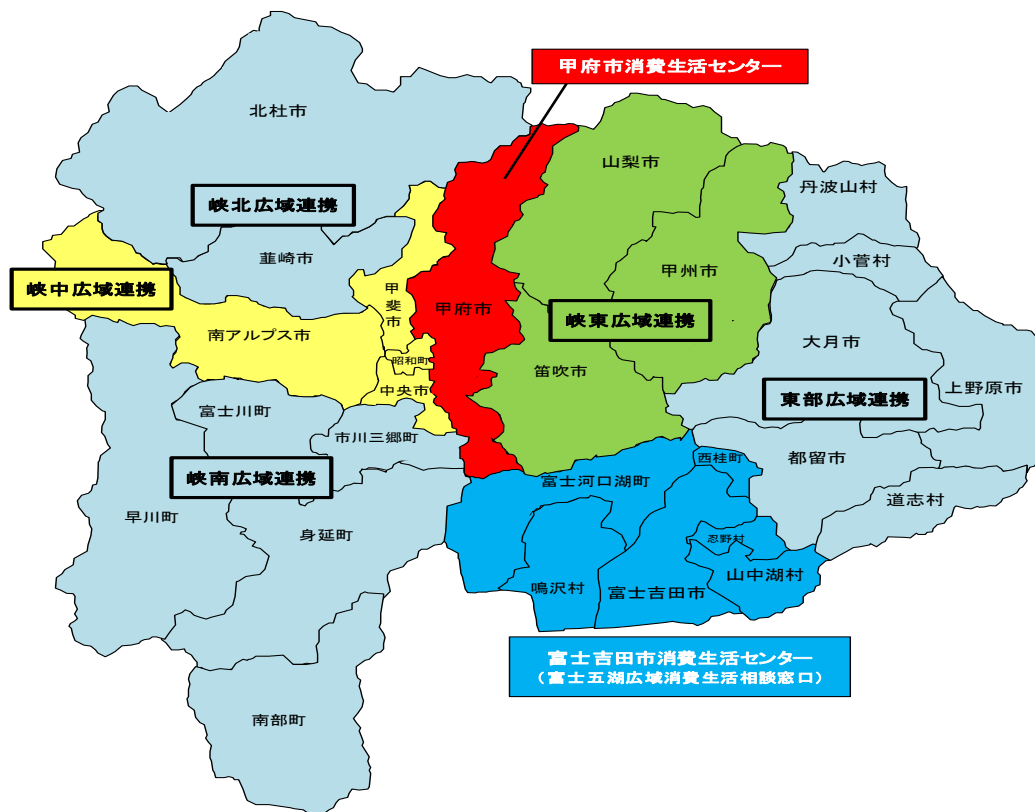 甲府市消費生活センター
北杜市
山梨市
丹波山村
峡北広域連携
韮崎市
小菅村
甲州市
峡中広域連携
甲斐市
甲府市
峡東広域連携
南アルプス市
大月市
昭和町
笛吹市
中央市
上野原市
東部広域連携
富士川町
市川三郷町
西桂町
都留市
峡南広域連携
富士河口湖町
道志村
早川町
身延町
忍野村
山中湖村
鳴沢村
富士吉田市
富士吉田市消費生活センター
(富士五湖広域消費生活相談窓口)
南部町